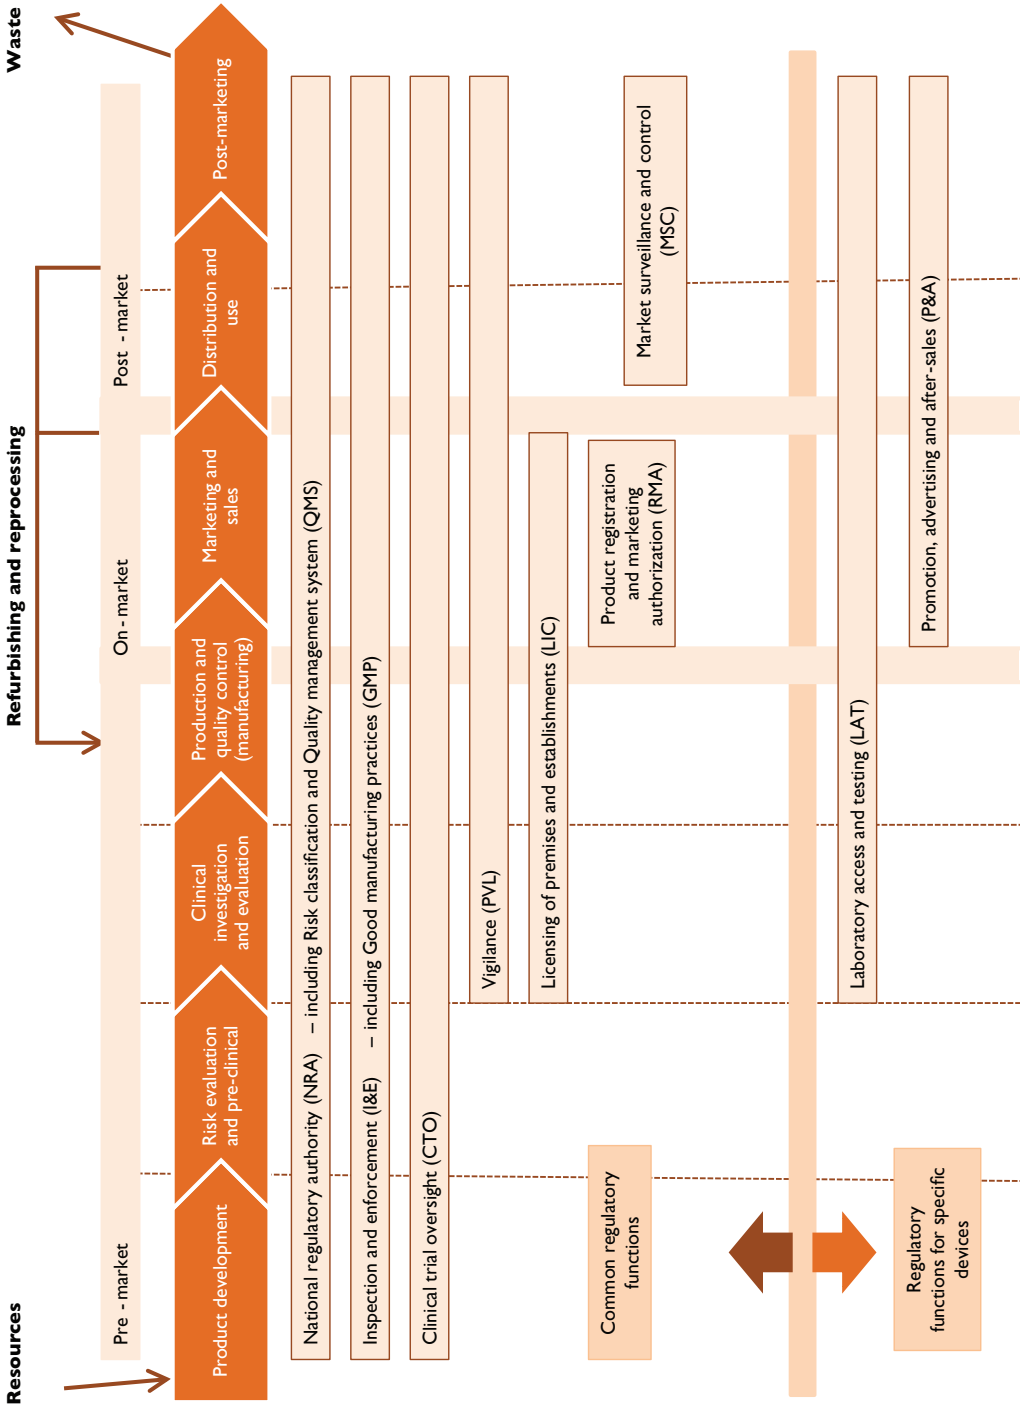 Resources
Refurbishing and reprocessing
Waste
Pre - market
On - market
Post - market
Product development
Risk evaluation
and pre-clinical
Clinical
investigation
and evaluation
Production and
quality control
(manufacturing)
Marketing and
sales
Distribution and
use
Post-marketing
National regulatory authority (NRA) – including Risk classification and Quality management system (QMS)
Inspection and enforcement (I&E) – including Good manufacturing practices (GMP)
Clinical trial oversight (CTO)
Vigilance (PVL)
Licensing of premises and establishments (LIC)
Common regulatory
functions
Product registration
and marketing
authorization (RMA)
Market surveillance and control
(MSC)
Laboratory access and testing (LAT)
Regulatory
functions for specific
devices
Promotion, advertising and after-sales (P&A)